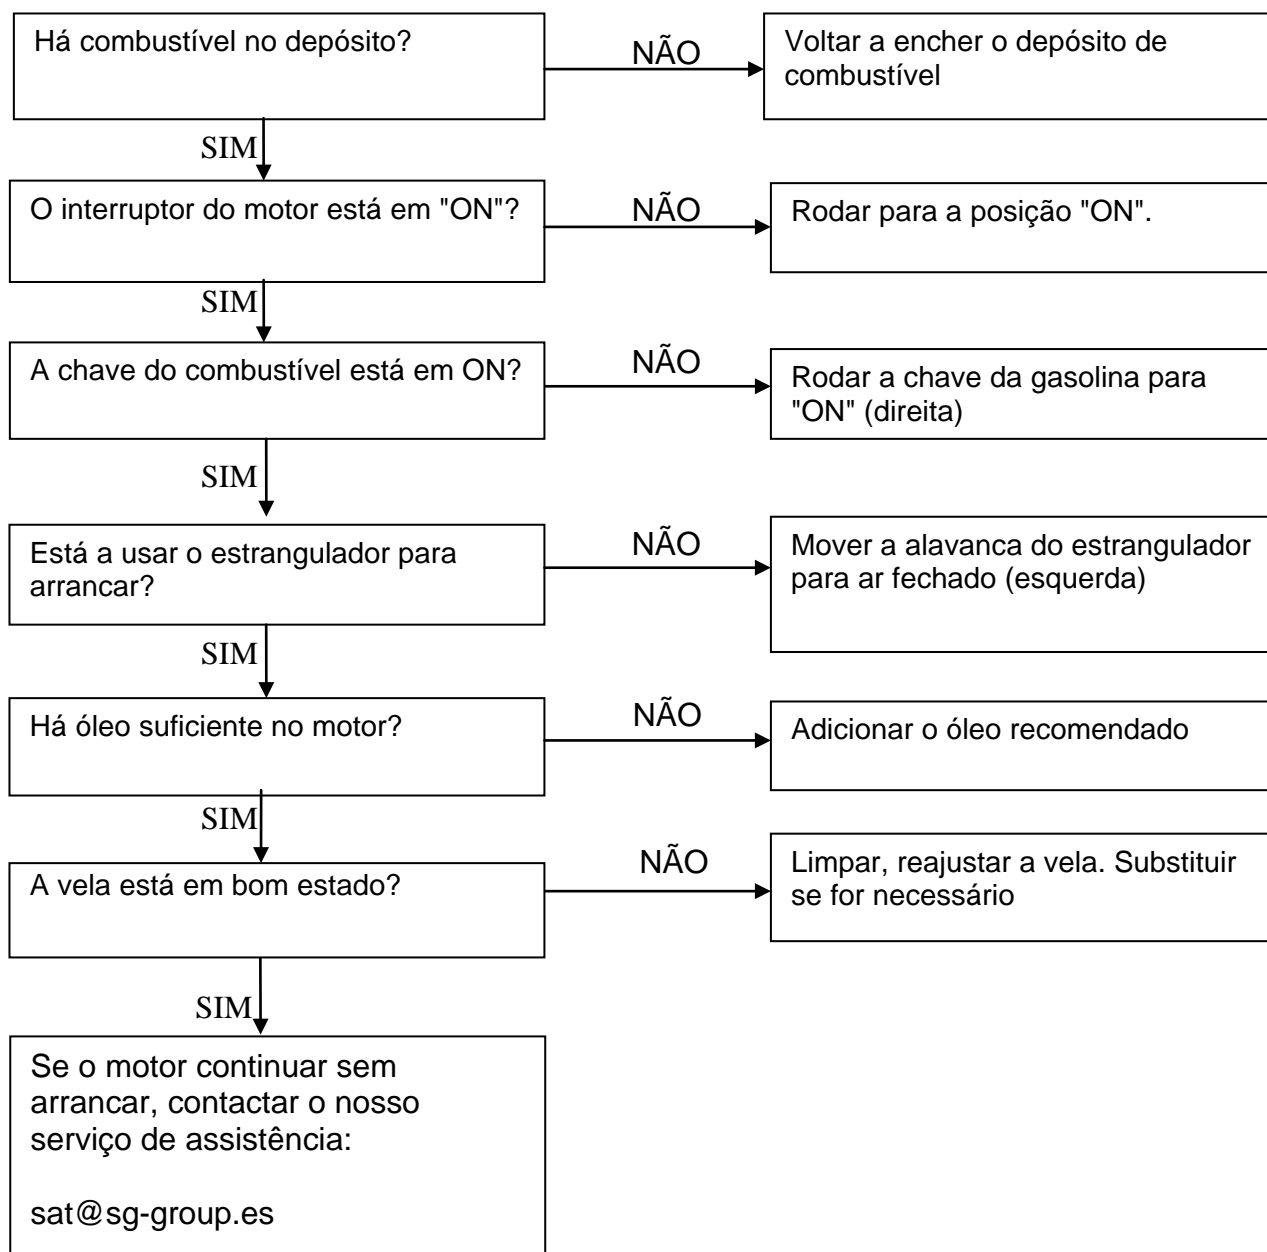 Há combustível no depósito?
NÃO
Voltar a encher o depósito de
combustível
SIM
O interruptor do motor está em "ON"?
NÃO
Rodar para a posição "ON".
SIM
A chave do combustível está em ON?
NÃO
Rodar a chave da gasolina para
"ON" (direita)
SIM
Está a usar o estrangulador para
arrancar?
NÃO
Mover a alavanca do estrangulador
para ar fechado (esquerda)
SIM
Há óleo suficiente no motor?
NÃO
Adicionar o óleo recomendado
SIM
A vela está em bom estado?
NÃO
Limpar, reajustar a vela. Substituir
se for necessário
SIM
Se o motor continuar sem
arrancar, contactar o nosso
serviço de assistência:
sat@sg-group.es